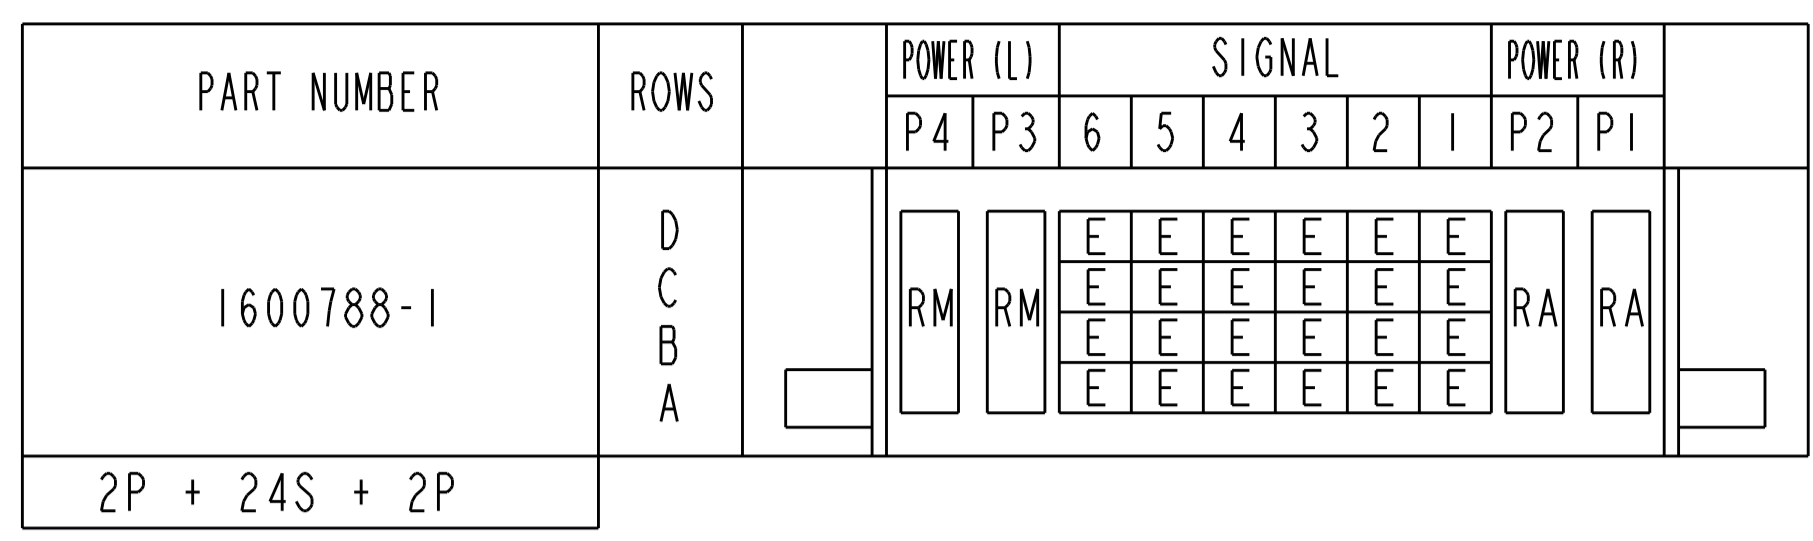 PART NUMBER ROWS POWER (L) SIGNAL POWER (R)
P4 P3 6 5 4 3 2 1 P2 P1
D E E E E E E
C E E E E E E
1600788-1 RM RM RA RA
B E E E E E E
A E E E E E E
2P + 24S + 2P